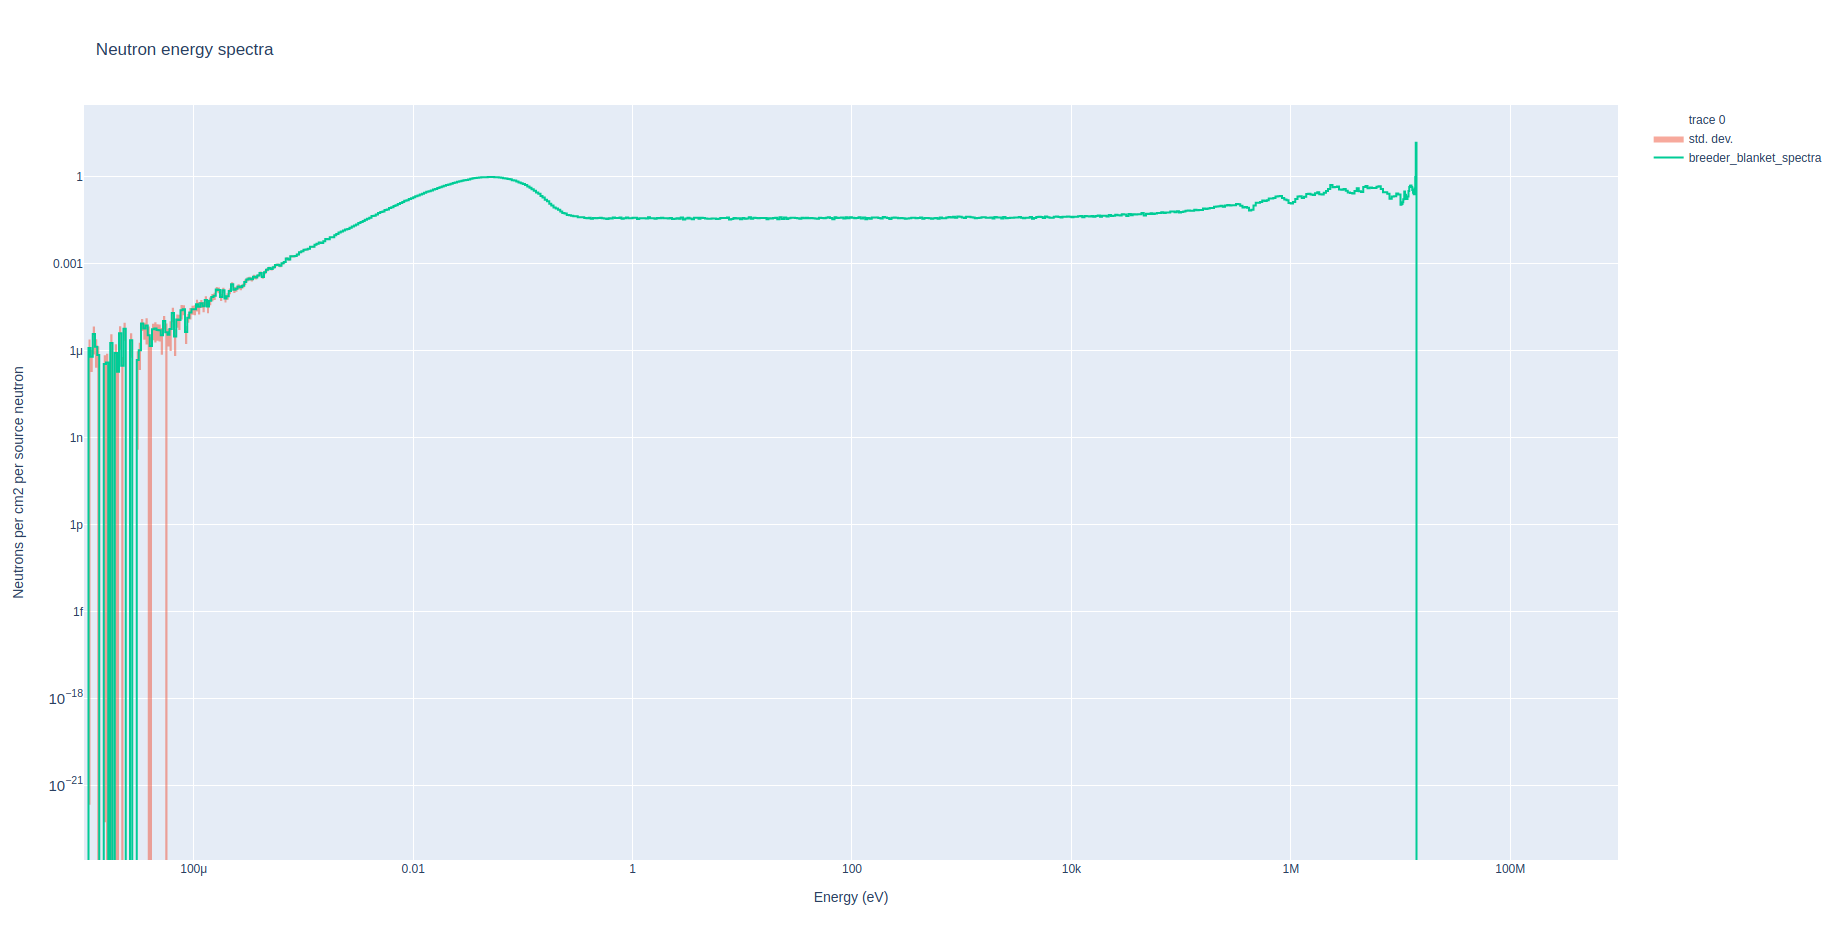 Neutron energy spectra
trace 0
std. dev.
breeder_blanket_spectra
1
0.001
1μ
1n
1p
1f
10−18
10−21
Neutrons per cm2 per source neutron
100μ
0.01
1
100
10k
1M
100M
Energy (eV)